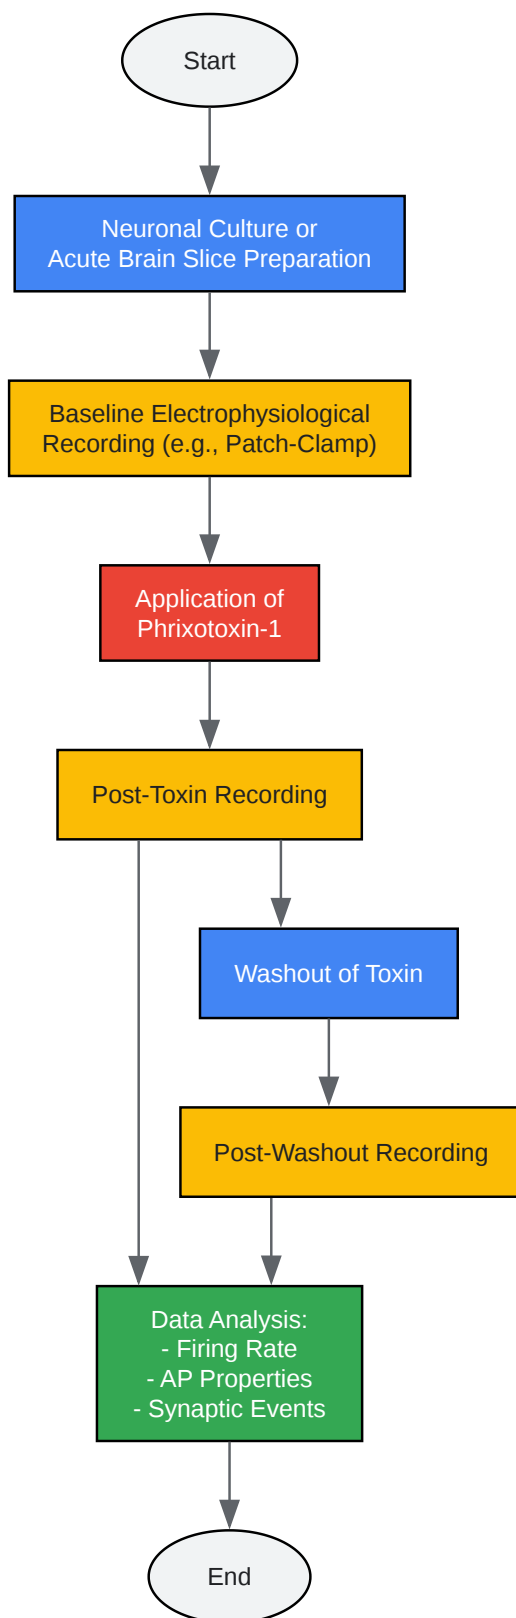 Start
Neuronal Culture or
Acute Brain Slice Preparation
Baseline Electrophysiological
Recording (e.g., Patch-Clamp)
Application of
Phrixotoxin-1
Post-Toxin Recording
Washout of Toxin
Post-Washout Recording
Data Analysis:
- Firing Rate
- AP Properties
- Synaptic Events
End